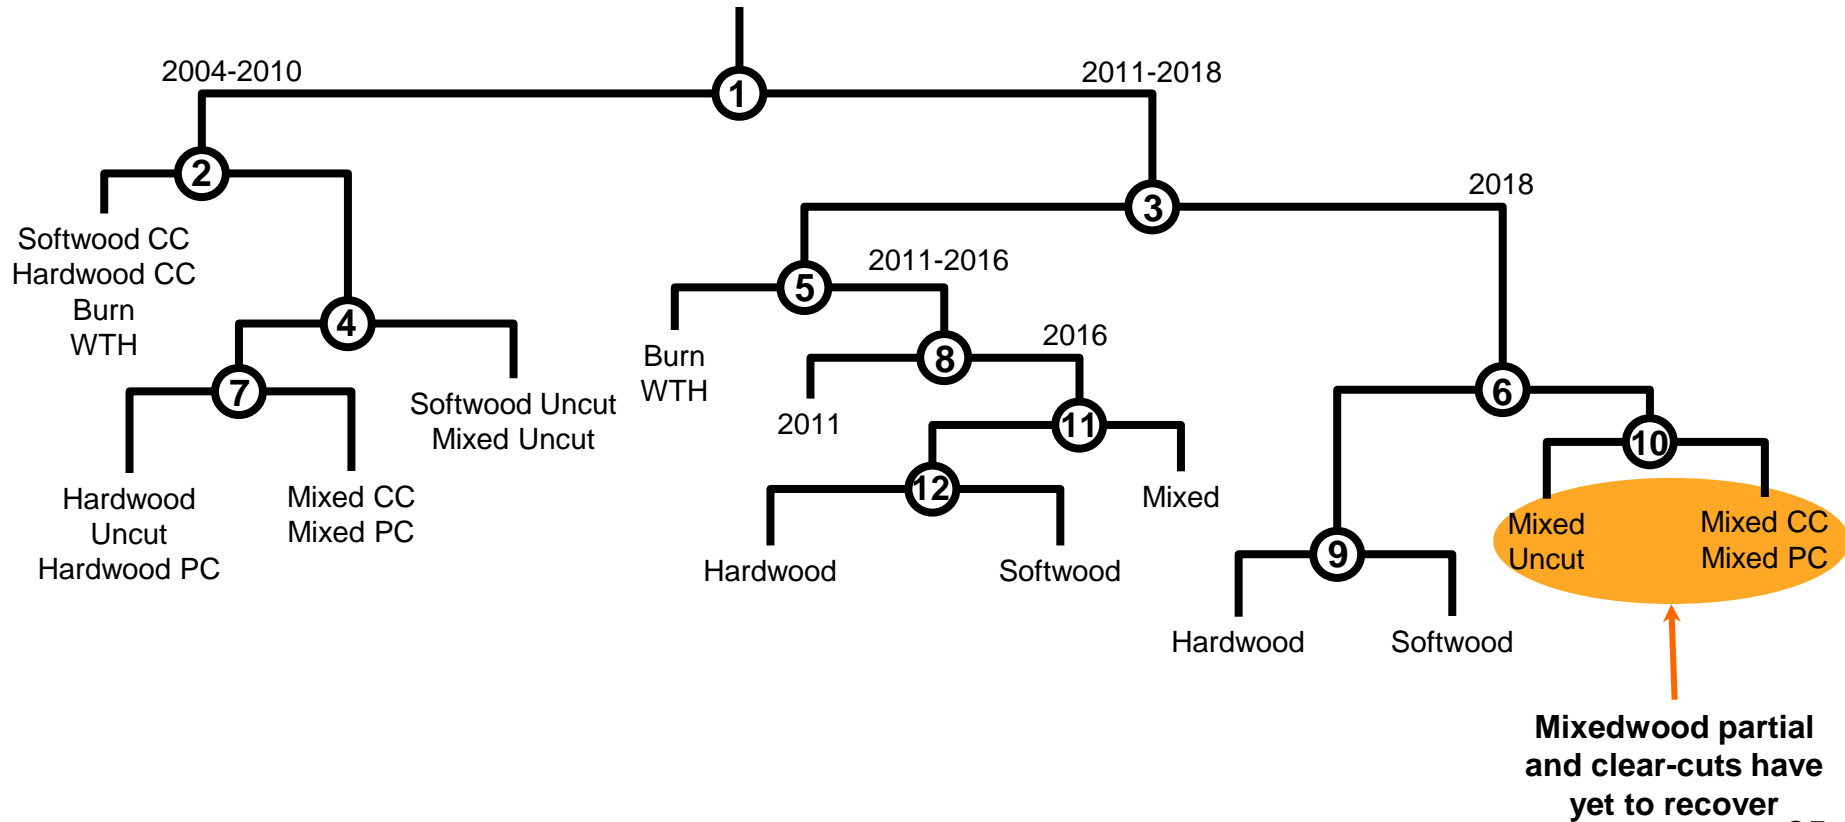 1
2004-2010
2011-2018
2
3
2018
Softwood CC
Hardwood CC
Burn
WTH
5
2011-2016
4
Burn
WTH
8
2016
7
Softwood Uncut
Mixed Uncut
2011
11
6
10
Hardwood
Uncut
Hardwood PC
Mixed CC
Mixed PC
12
Mixed
Mixed
Uncut
Mixed CC
Mixed PC
Hardwood
Softwood
9
Hardwood
Softwood
Mixedwood partial
and clear-cuts have
yet to recover